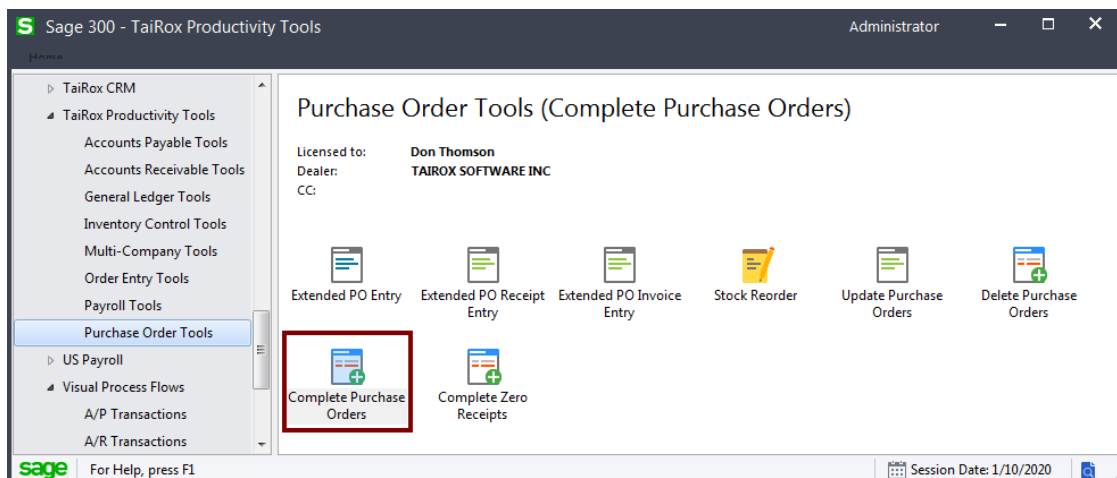 S Sage 300 - TaiRox Productivity Tools
Administrator
Home
TaiRox CRM
TaiRox Productivity Tools
Accounts Payable Tools
Accounts Receivable Tools
General Ledger Tools
Inventory Control Tools
Multi-Company Tools
Order Entry Tools
Payroll Tools
Purchase Order Tools
US Payroll
Visual Process Flows
A/P Transactions
A/R Transactions
Purchase Order Tools (Complete Purchase Orders)
Licensed to: Don Thomson
Dealer: TAIROX SOFTWARE INC
CC:
Extended PO Entry
Extended PO Receipt
Entry
Extended PO Invoice
Entry
Stock Reorder
Update Purchase
Orders
Delete Purchase
Orders
Complete Purchase
Orders
Complete Zero
Receipts
sage For Help, press F1
Session Date: 1/10/2020